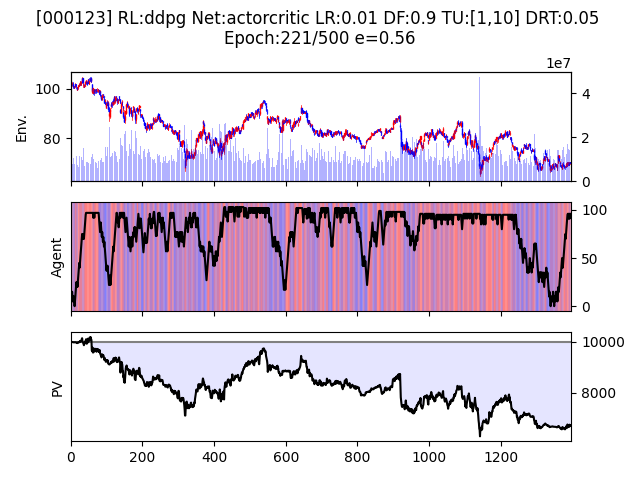 [000123] RL:ddpg Net:actorcritic LR:0.01 DF:0.9 TU:[1,10] DRT:0.05
Epoch:221/500 e=0.56
1e7
100
80
Env.
4
2
0
Agent
100
50
0
PV
10000
8000
0 200 400 600 800 1000 1200